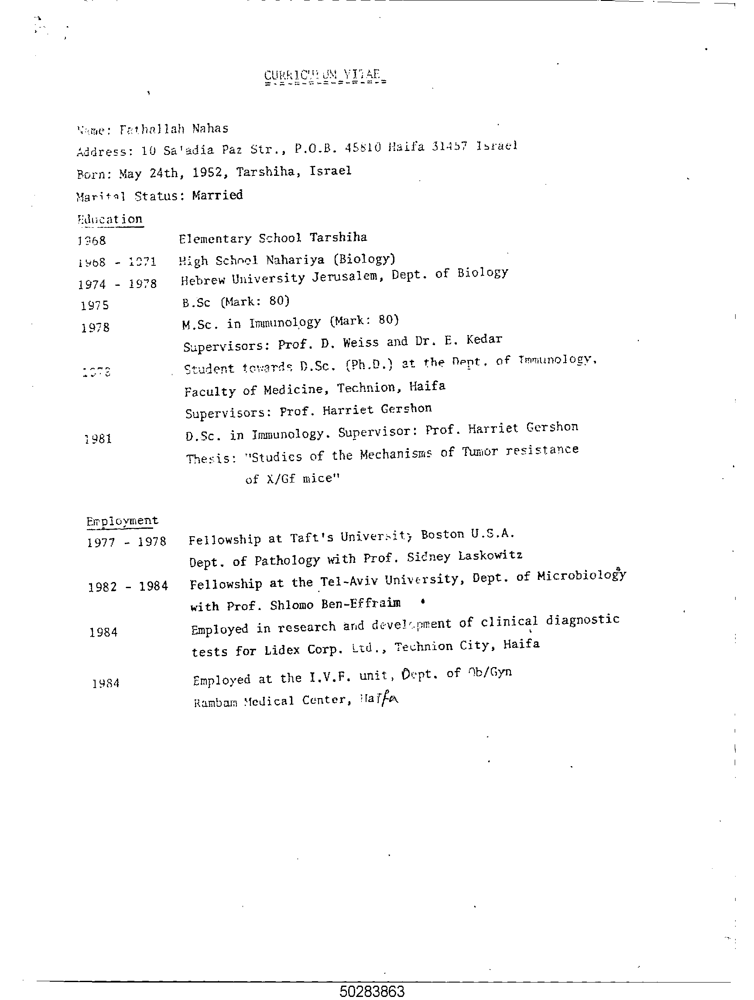 CURRICULUM VITAE
Name: Fathallah Nahas
Address: 10 Sa'adia Paz Str., P.O.B. 45810 Haifa 31457 Israel
Born: May 24th, 1952, Tarshiha, Israel
Marital Status: Married
Education
1968 Elementary School Tarshiha
1968 - 1971 High School Nahariya (Biology)
1974 - 1978 Hebrew University Jerusalem, Dept. of Biology
1975 B.Sc (Mark: 80)
1978 M.Sc. in Immunology (Mark: 80)
Supervisors: Prof. D. Weiss and Dr. E. Kedar
1978 Student towards D.Sc. (Ph.D.) at the Dept. of Immunology,
Faculty of Medicine, Technion, Haifa
Supervisors: Prof. Harriet Gershon
1981 D.Sc. in Immunology. Supervisor: Prof. Harriet Gershon
Thesis: "Studies of the Mechanisms of Tumor resistance
of X/Gf mice"
Employment
1977 - 1978 Fellowship at Taft's University Boston U.S.A.
Dept. of Pathology with Prof. Sidney Laskowitz
1982 - 1984 Fellowship at the Tel-Aviv University, Dept. of Microbiology
with Prof. Shlomo Ben-Effraim
1984 Employed in research and development of clinical diagnostic
tests for Lidex Corp. Ltd., Technion City, Haifa
1984 Employed at the I.V.F. unit, Dept. of Ob/Gyn
Rambam Medical Center, Haifa
50283863